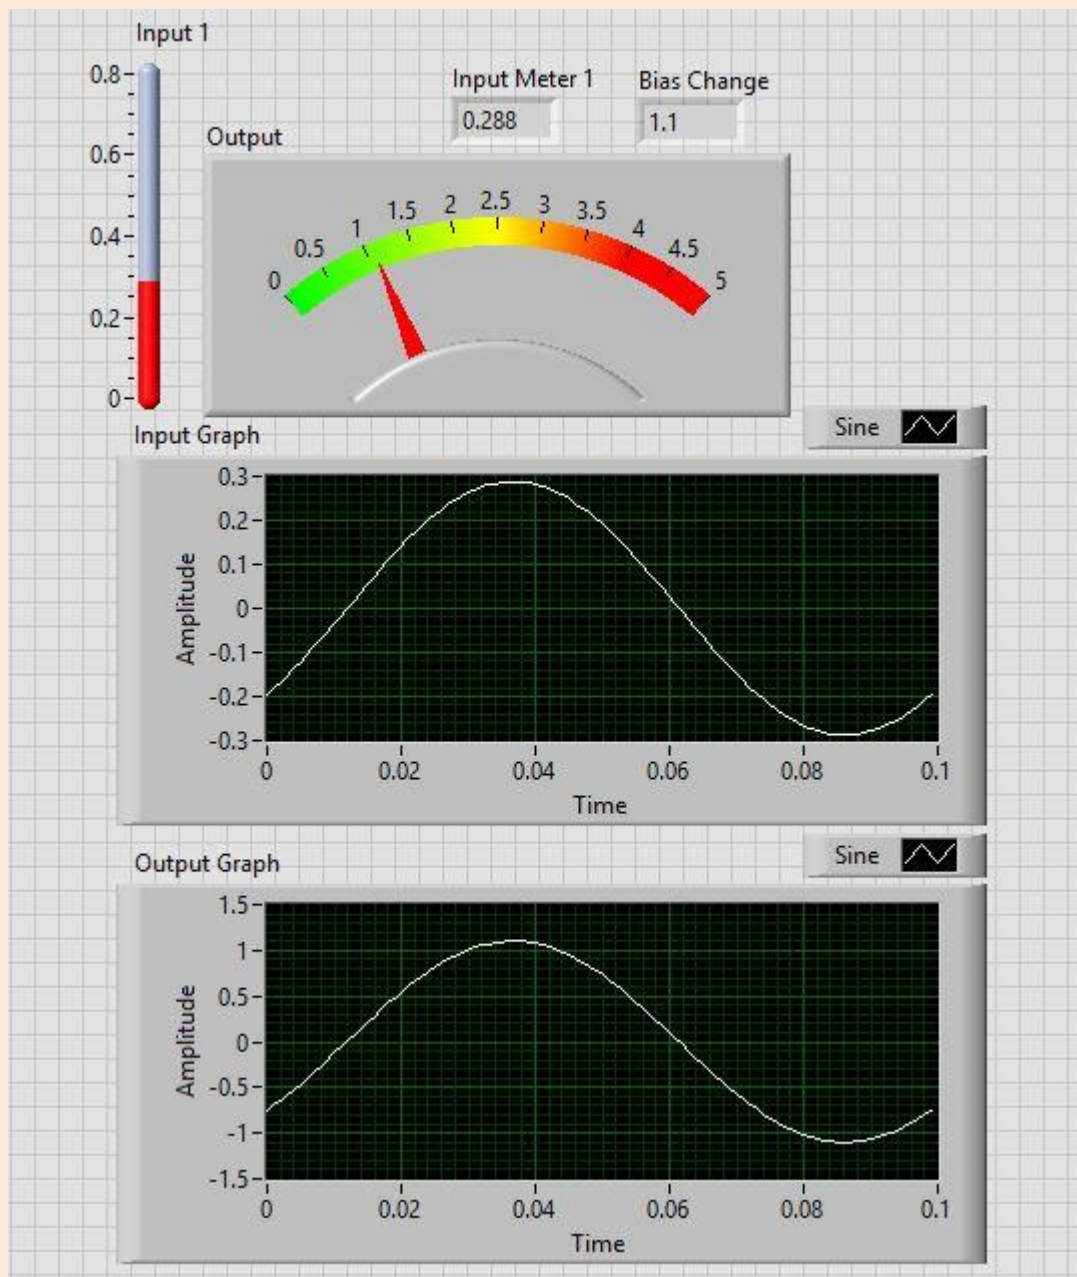 Input 1
0.8
0.6
0.4
0.2
0
Input Meter 1
0.288
Bias Change
1.1
Output
0
0.5
1
1.5
2
2.5
3
3.5
4
4.5
5
Input Graph
Sine
Amplitude
0.3
0.2
0.1
0
-0.1
-0.2
-0.3
0 0.02 0.04 0.06 0.08 0.1
Time
Output Graph
Sine
Amplitude
1.5
1
0.5
0
-0.5
-1
-1.5
0 0.02 0.04 0.06 0.08 0.1
Time